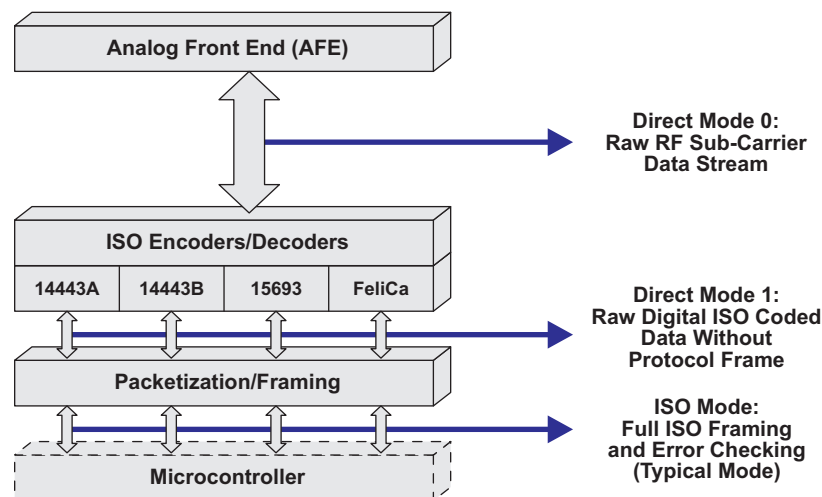 Analog Front End (AFE)
Direct Mode 0:
Raw RF Sub-Carrier
Data Stream
ISO Encoders/Decoders
14443A 14443B 15693 FeliCa
Direct Mode 1:
Raw Digital ISO Coded
Data Without
Protocol Frame
Packetization/Framing
ISO Mode:
Full ISO Framing
and Error Checking
(Typical Mode)
Microcontroller